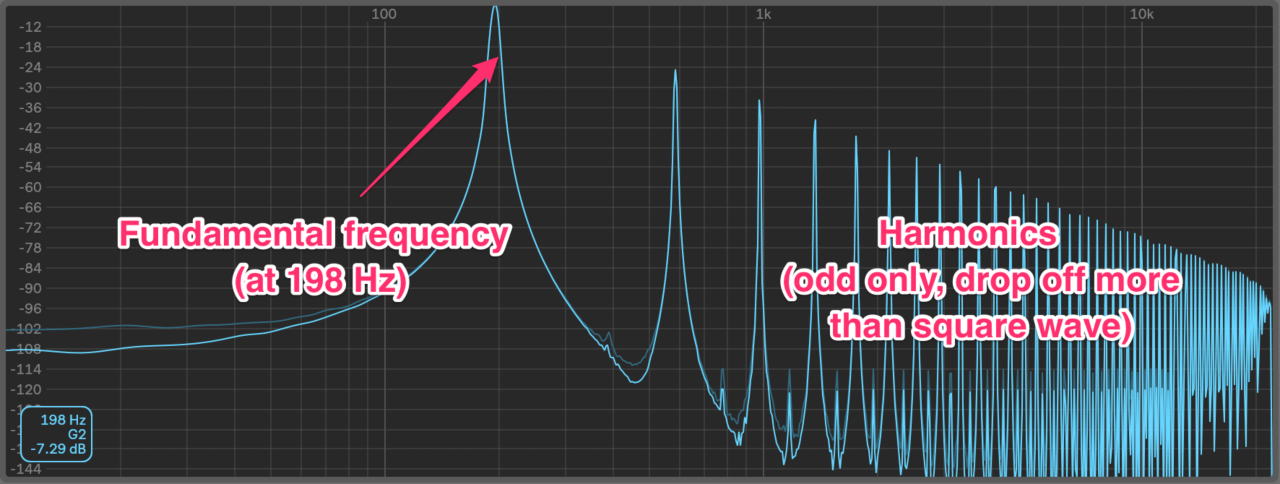 100 1k 10k
-12
-18
-24
-30
-36
-42
-48
-54
-60
-66
-72
-78
-84
-90
-96
-102
-108
-114
-120
-144
Fundamental frequency
(at 198 Hz)
Harmonics
(odd only, drop off more
than square wave)
198 Hz
G2
-7.29 dB